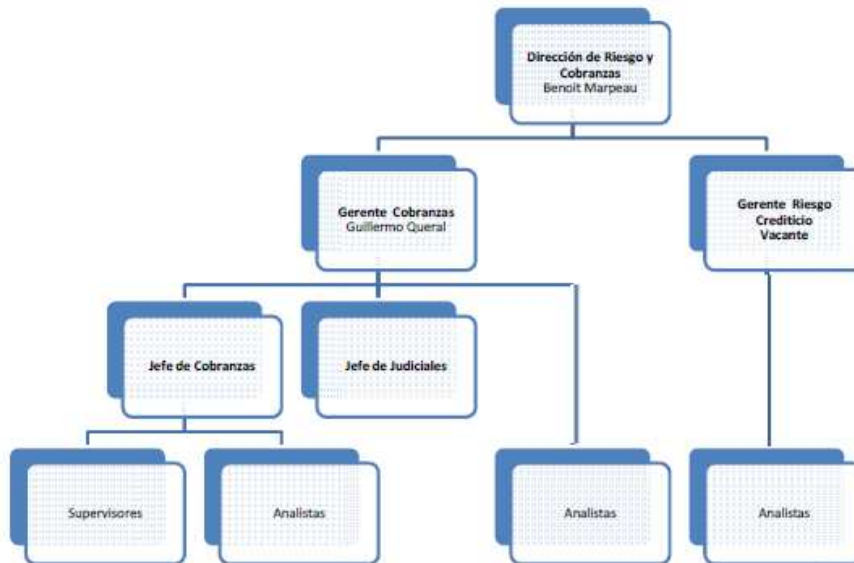 Dirección de Riesgo y
Cobranzas
Benoit Marpeau
Gerente Cobranzas
Guillermo Queral
Gerente Riesgo
Crediticio
Vacante
Jefe de Cobranzas
Jefe de Judiciales
Supervisores
Analistas
Analistas
Analistas